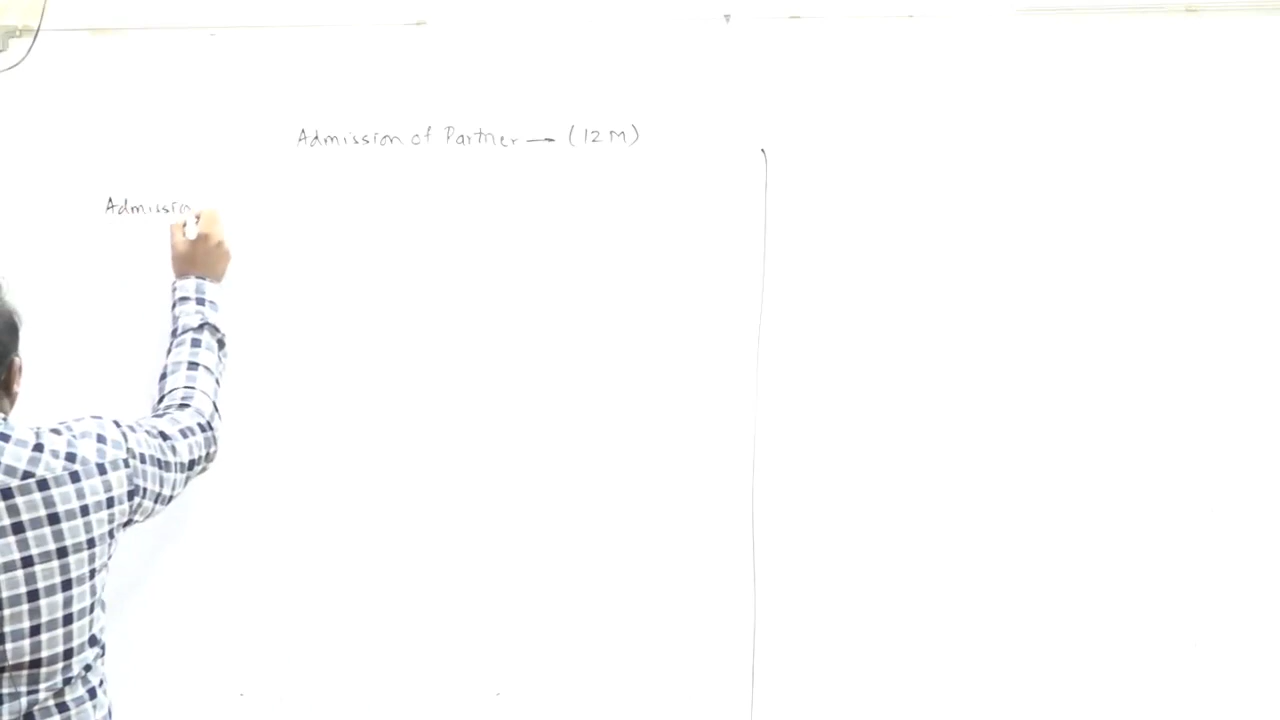 Admission of Partner — (12 M)
Admissio